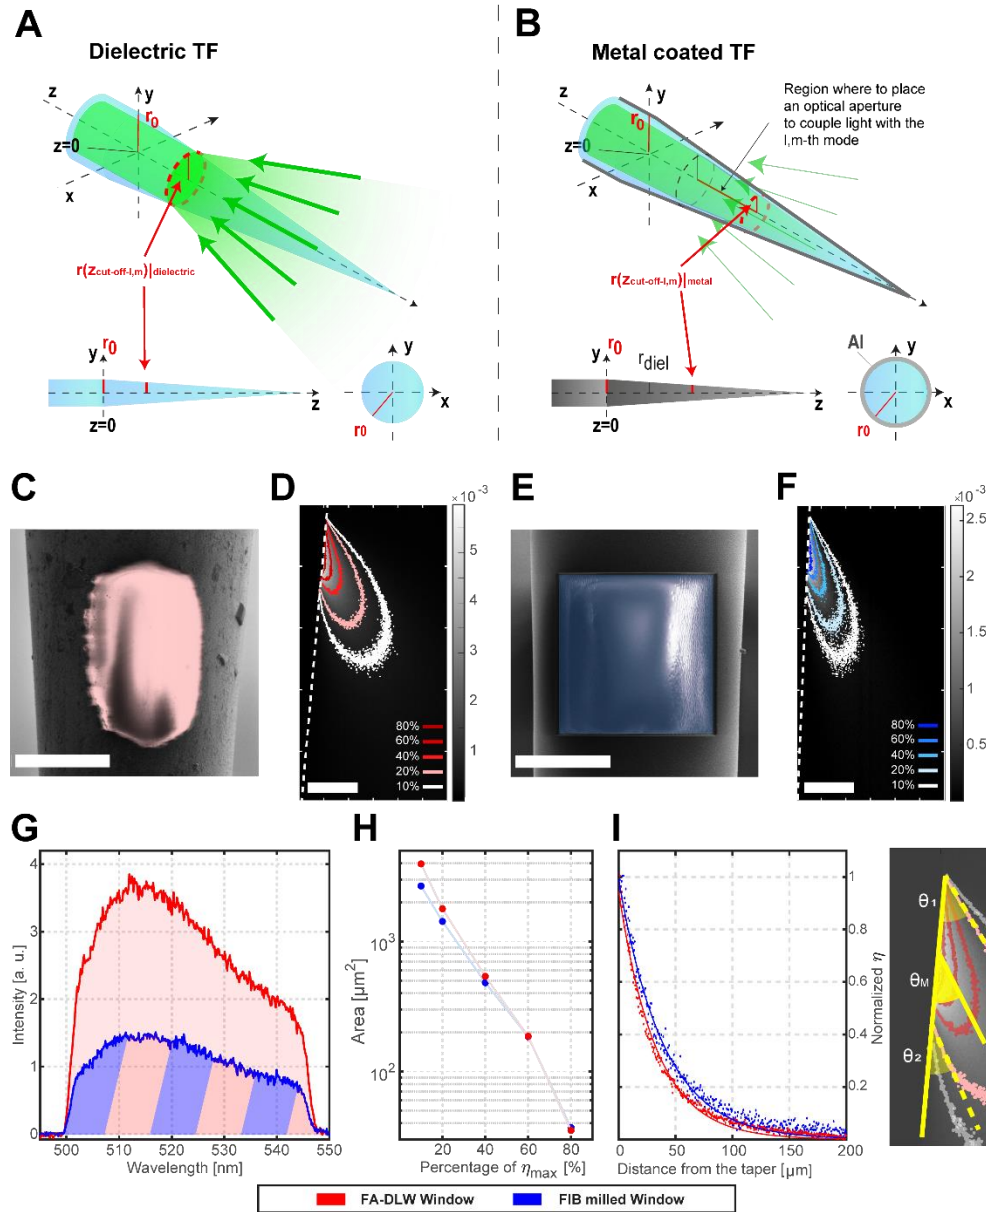 A
Dielectric TF
z
y
r0
z=0
x
r(zcut-off-l,m)|dielectric
y
r0
z
z=0
y
x
r0
B
Metal coated TF
Region where to place
an optical aperture
to couple light with the
l,m-th mode
z
y
r0
z=0
x
r(zcut-off-l,m)|metal
y
r0
rdiel
z
z=0
Al
y
x
r0
C
D
×10-3
5
4
3
2
1
80%
60%
40%
20%
10%
E
F
×10-3
2.5
2
1.5
1
0.5
80%
60%
40%
20%
10%
G
4
3
2
1
0
Intensity [a. u.]
500
510
520
530
540
550
Wavelength [nm]
H
10³
10²
Area [µm²]
20
40
60
80
Percentage of ηmax [%]
I
1
0.8
0.6
0.4
0.2
0
Normalized η
0
50
100
150
200
Distance from the taper [µm]
θ1
θM
θ2
FA-DLW Window
FIB milled Window